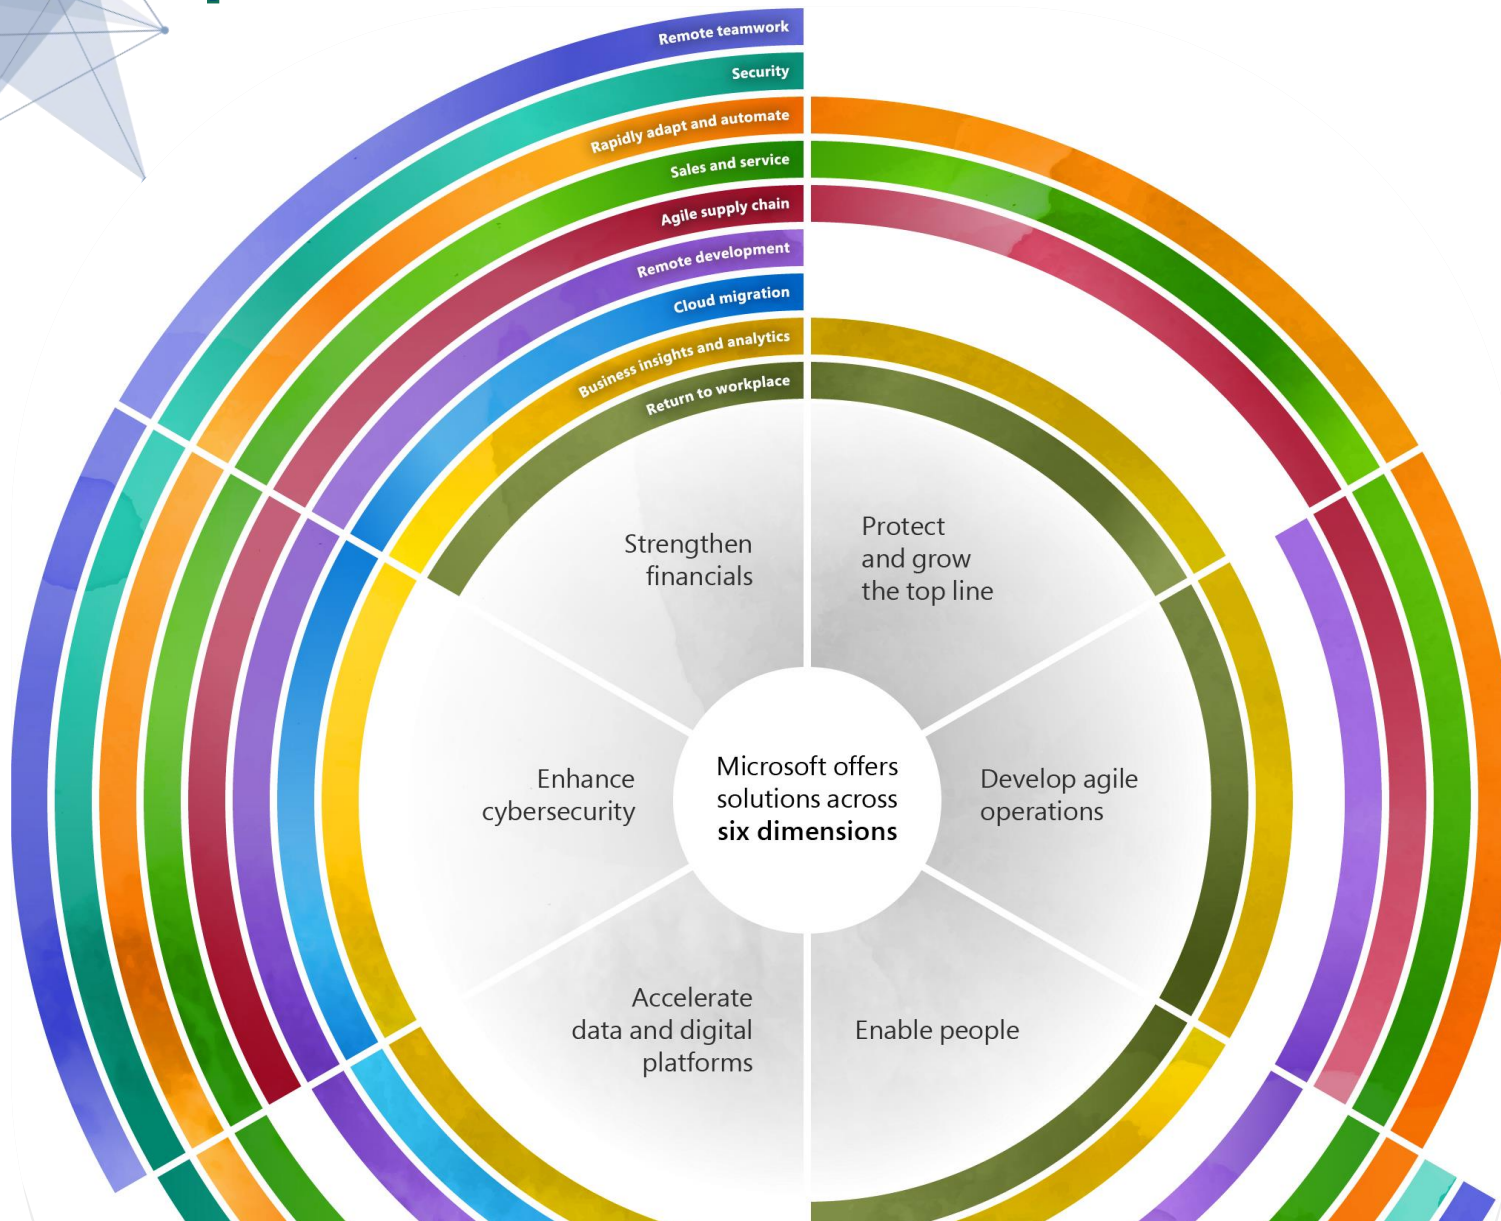 Remote teamwork
Security
Rapidly adapt and automate
Sales and service
Agile supply chain
Remote development
Cloud migration
Business insights and analytics
Return to workplace
Strengthen
financials
Protect
and grow
the top line
Enhance
cybersecurity
Microsoft offers
solutions across
six dimensions
Develop agile
operations
Accelerate
data and digital
platforms
Enable people